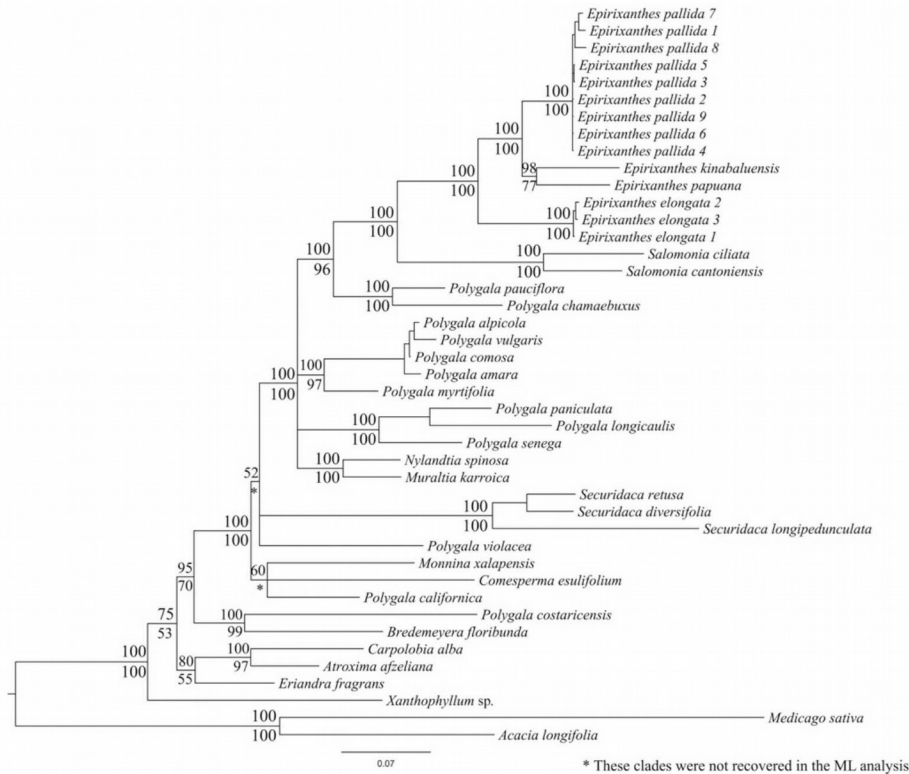 Epirixanthes pallida 7
Epirixanthes pallida 1
Epirixanthes pallida 8
Epirixanthes pallida 5
Epirixanthes pallida 3
100
100
Epirixanthes pallida 2
Epirixanthes pallida 9
Epirixanthes pallida 6
100
100
Epirixanthes pallida 4
98
77
Epirixanthes kinabaluensis
100
100
Epirixanthes papuana
Epirixanthes elongata 2
100
100
Epirixanthes elongata 3
100
100
Epirixanthes elongata 1
Salomonia ciliata
100
96
100
100
Salomonia cantoniensis
100
100
Polygala pauciflora
Polygala chamaebuxus
Polygala alpicola
Polygala vulgaris
Polygala comosa
100
97
Polygala amara
100
100
Polygala myrtifolia
Polygala paniculata
100
100
Polygala longicaulis
Polygala senega
100
100
Nylandtia spinosa
Muraltia karroica
52
*
Securidaca retusa
100
100
Securidaca diversifolia
Securidaca longipedunculata
100
100
Polygala violacea
Monnina xalapensis
60
*
Comesperma esulifolium
95
70
Polygala californica
100
99
Polygala costaricensis
75
53
Bredemeyera floribunda
100
97
Carpolobia alba
100
100
80
55
Atroxima afzeliana
Eriandra fragrans
Xanthophyllum sp.
100
100
Medicago sativa
Acacia longifolia
0.07
* These clades were not recovered in the ML analysis